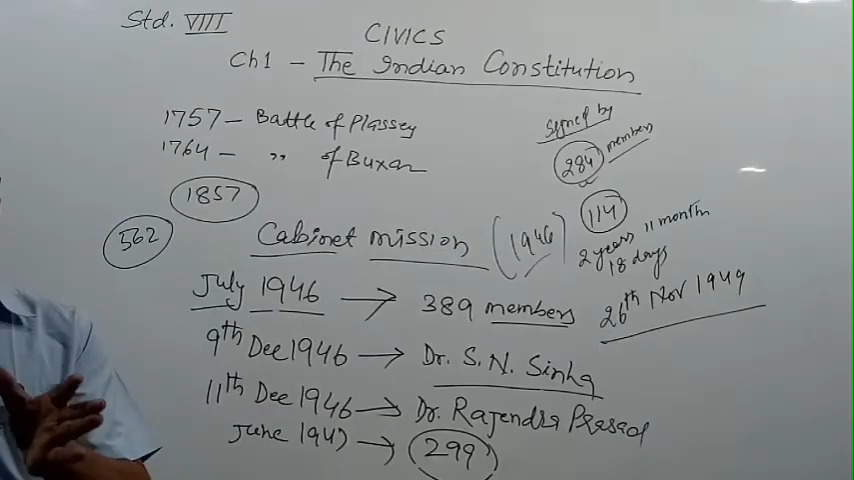 Std. VIII
CIVICS
Ch1 - The Indian Constitution
1757 - Battle of Plassey
1764 - ,, of Buxar
1857
562
Signed by
284 members
114
2 years 11 month
18 days
26th Nov 1949
Cabinet mission (1946)
July 1946 → 389 members
9th Dec 1946 → Dr. S. N. Sinha
11th Dec 1946 → Dr. Rajendra Prasad
June 1947 → 299